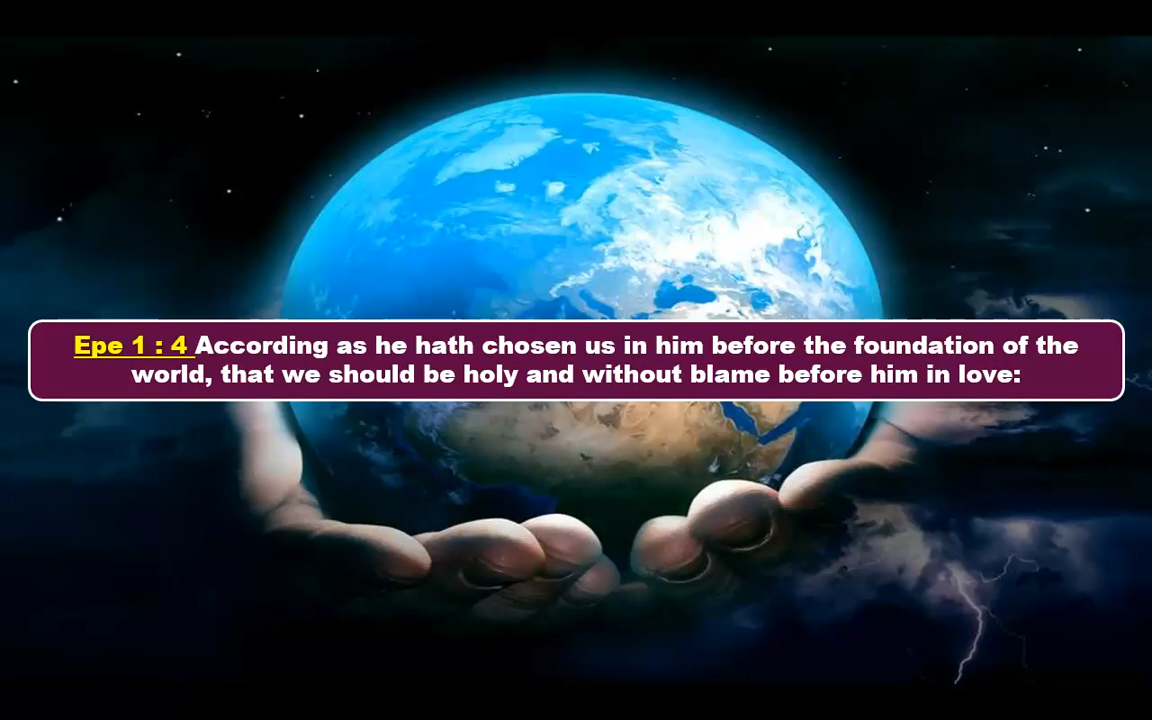 Epe 1 : 4 According as he hath chosen us in him before the foundation of the
world, that we should be holy and without blame before him in love: